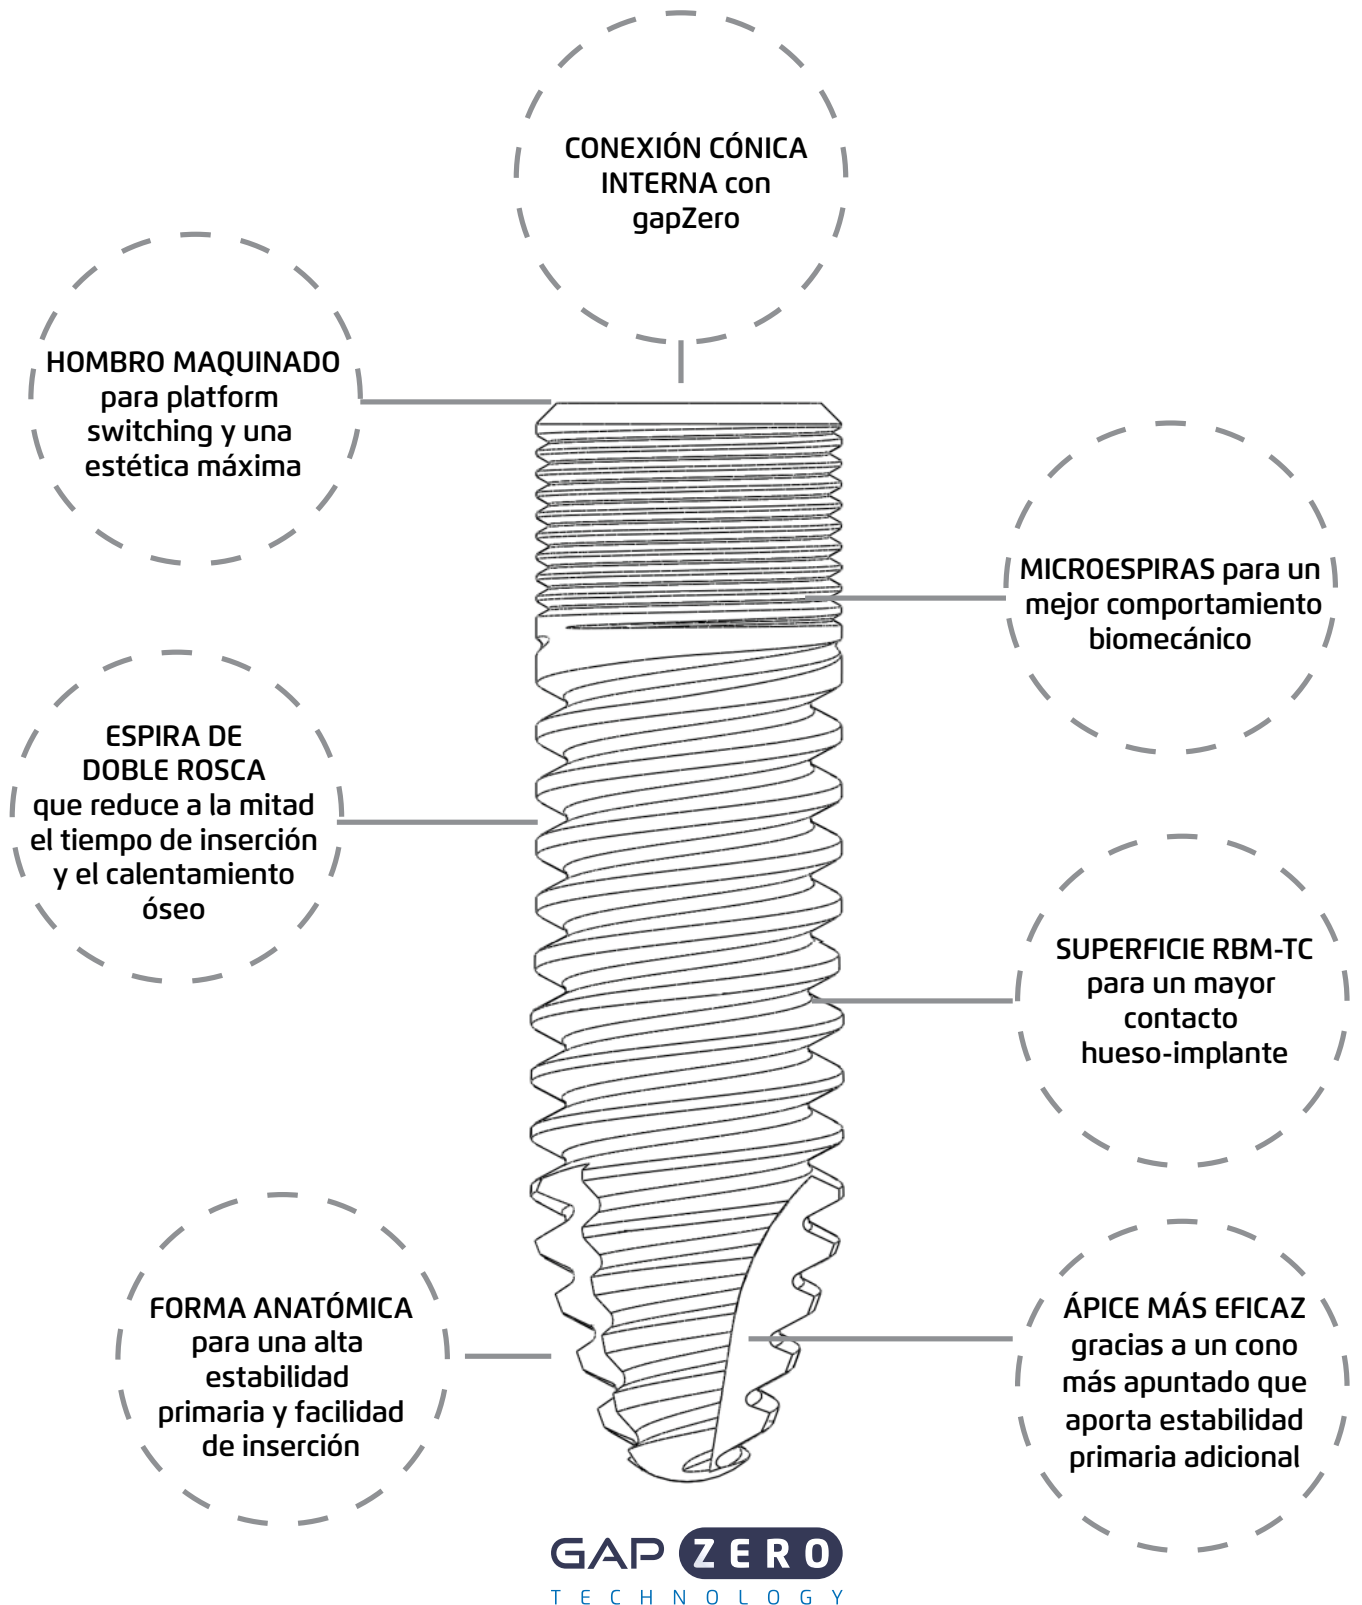 CONEXIÓN CÓNICA
INTERNA con
gapZero
HOMBRO MAQUINADO
para platform
switching y una
estética máxima
MICROESPIRAS para un
mejor comportamiento
biomecánico
ESPIRA DE
DOBLE ROSCA
que reduce a la mitad
el tiempo de inserción
y el calentamiento
óseo
SUPERFICIE RBM-TC
para un mayor
contacto
hueso-implante
FORMA ANATÓMICA
para una alta
estabilidad
primaria y facilidad
de inserción
ÁPICE MÁS EFICAZ
gracias a un cono
más apuntado que
aporta estabilidad
primaria adicional
GAP ZERO
TECHNOLOGY